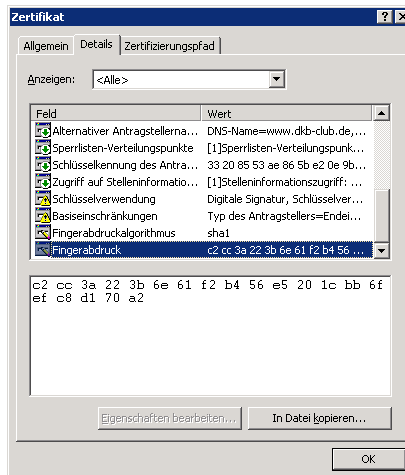 Zertifikat
Allgemein Details Zertifizierungspfad
Anzeigen: <Alle>
Feld Wert
Alternativer Antragstellerna... DNS-Name=www.dkb-club.de,...
Sperrlisten-Verteilungspunkte [1]Sperrlisten-Verteilungspunk...
Schlüsselkennung des Antra... 33 20 85 53 ae 86 5b e2 0e 9b...
Zugriff auf Stelleninformatio... [1]Stelleninformationszugriff: ...
Schlüsselverwendung Digitale Signatur, Schlüsselver...
Basiseinschränkungen Typ des Antragstellers=Endei...
Fingerabdruckalgorithmus sha1
Fingerabdruck c2 cc 3a 22 3b 6e 61 f2 b4 56 ...
c2 cc 3a 22 3b 6e 61 f2 b4 56 e5 20 1c bb 6f
ef c8 d1 70 a2
Eigenschaften bearbeiten... In Datei kopieren...
OK